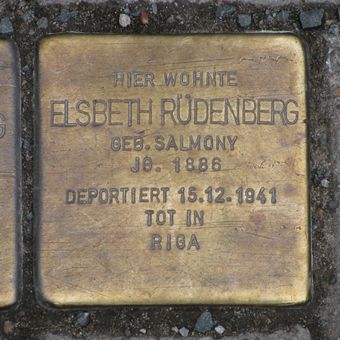 HIER WOHNTE
ELSBETH RÜDENBERG
GEB. SALMONY
JG. 1886
DEPORTIERT 15.12.1941
TOT IN
RIGA